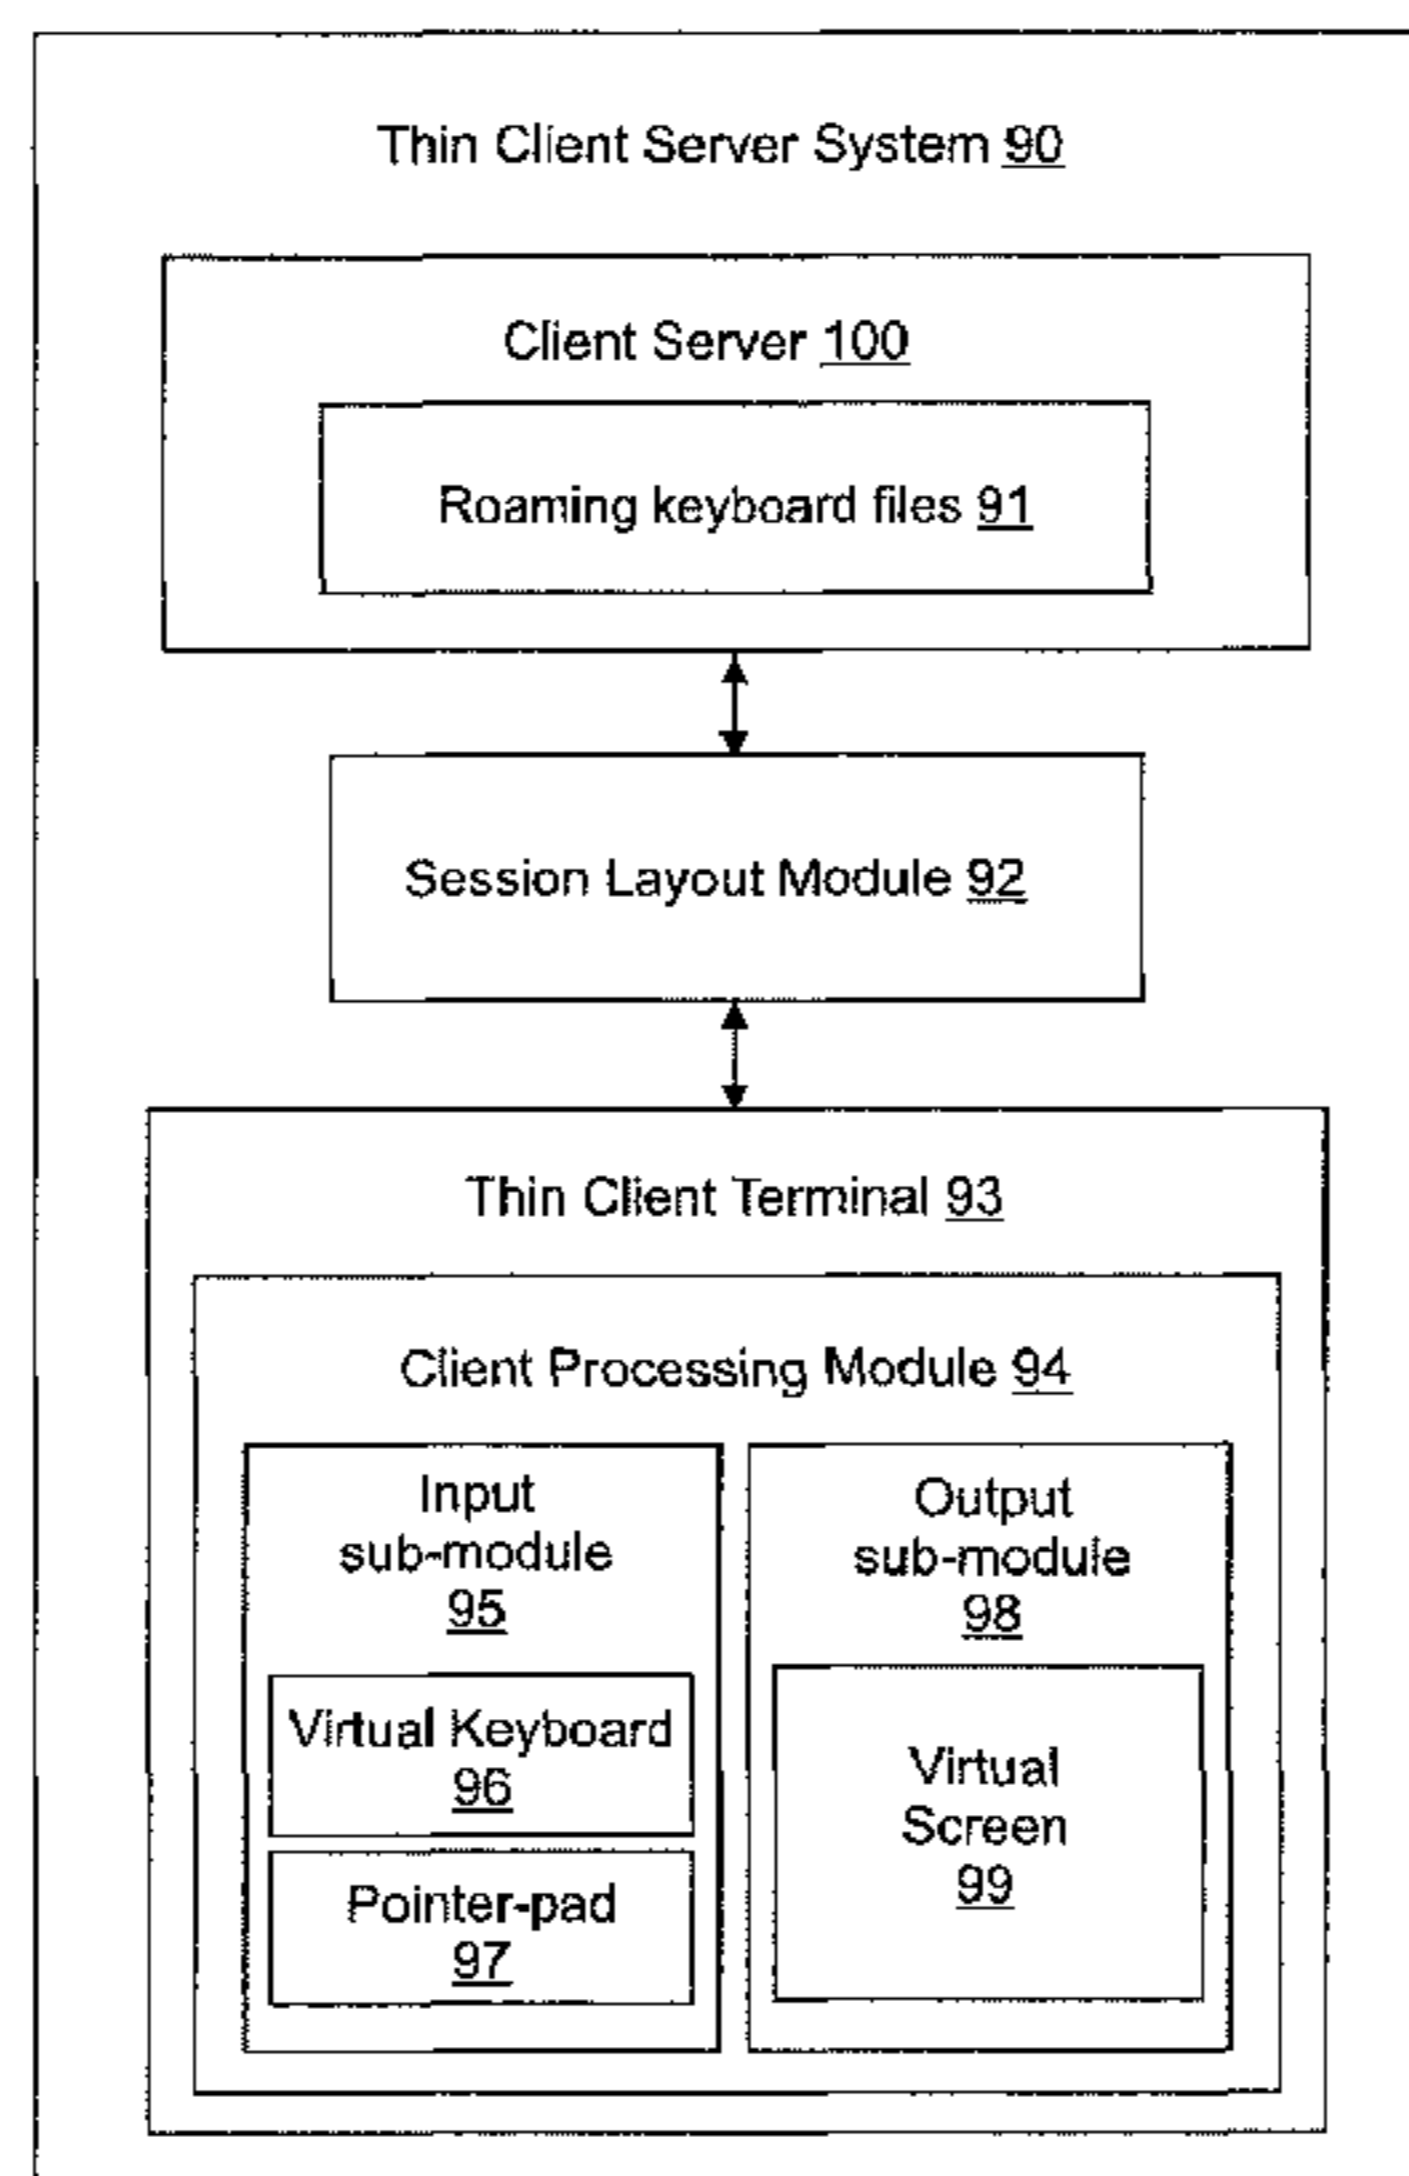 Thin Client Server System 90
Client Server 100
Roaming keyboard files 91
Session Layout Module 92
Thin Client Terminal 93
Client Processing Module 94
Input
sub-module
95
Virtual Keyboard
96
Pointer-pad
97
Output
sub-module
98
Virtual
Screen
99